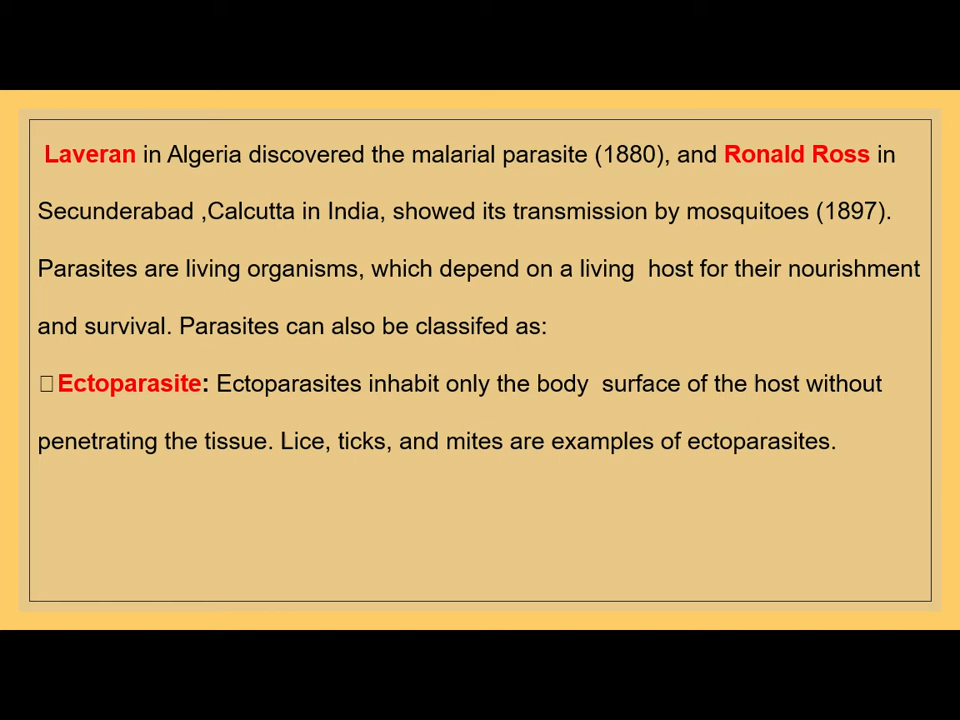 Laveran in Algeria discovered the malarial parasite (1880), and Ronald Ross in
Secunderabad ,Calcutta in India, showed its transmission by mosquitoes (1897).
Parasites are living organisms, which depend on a living  host for their nourishment
and survival. Parasites can also be classifed as:
□Ectoparasite: Ectoparasites inhabit only the body  surface of the host without
penetrating the tissue. Lice, ticks, and mites are examples of ectoparasites.